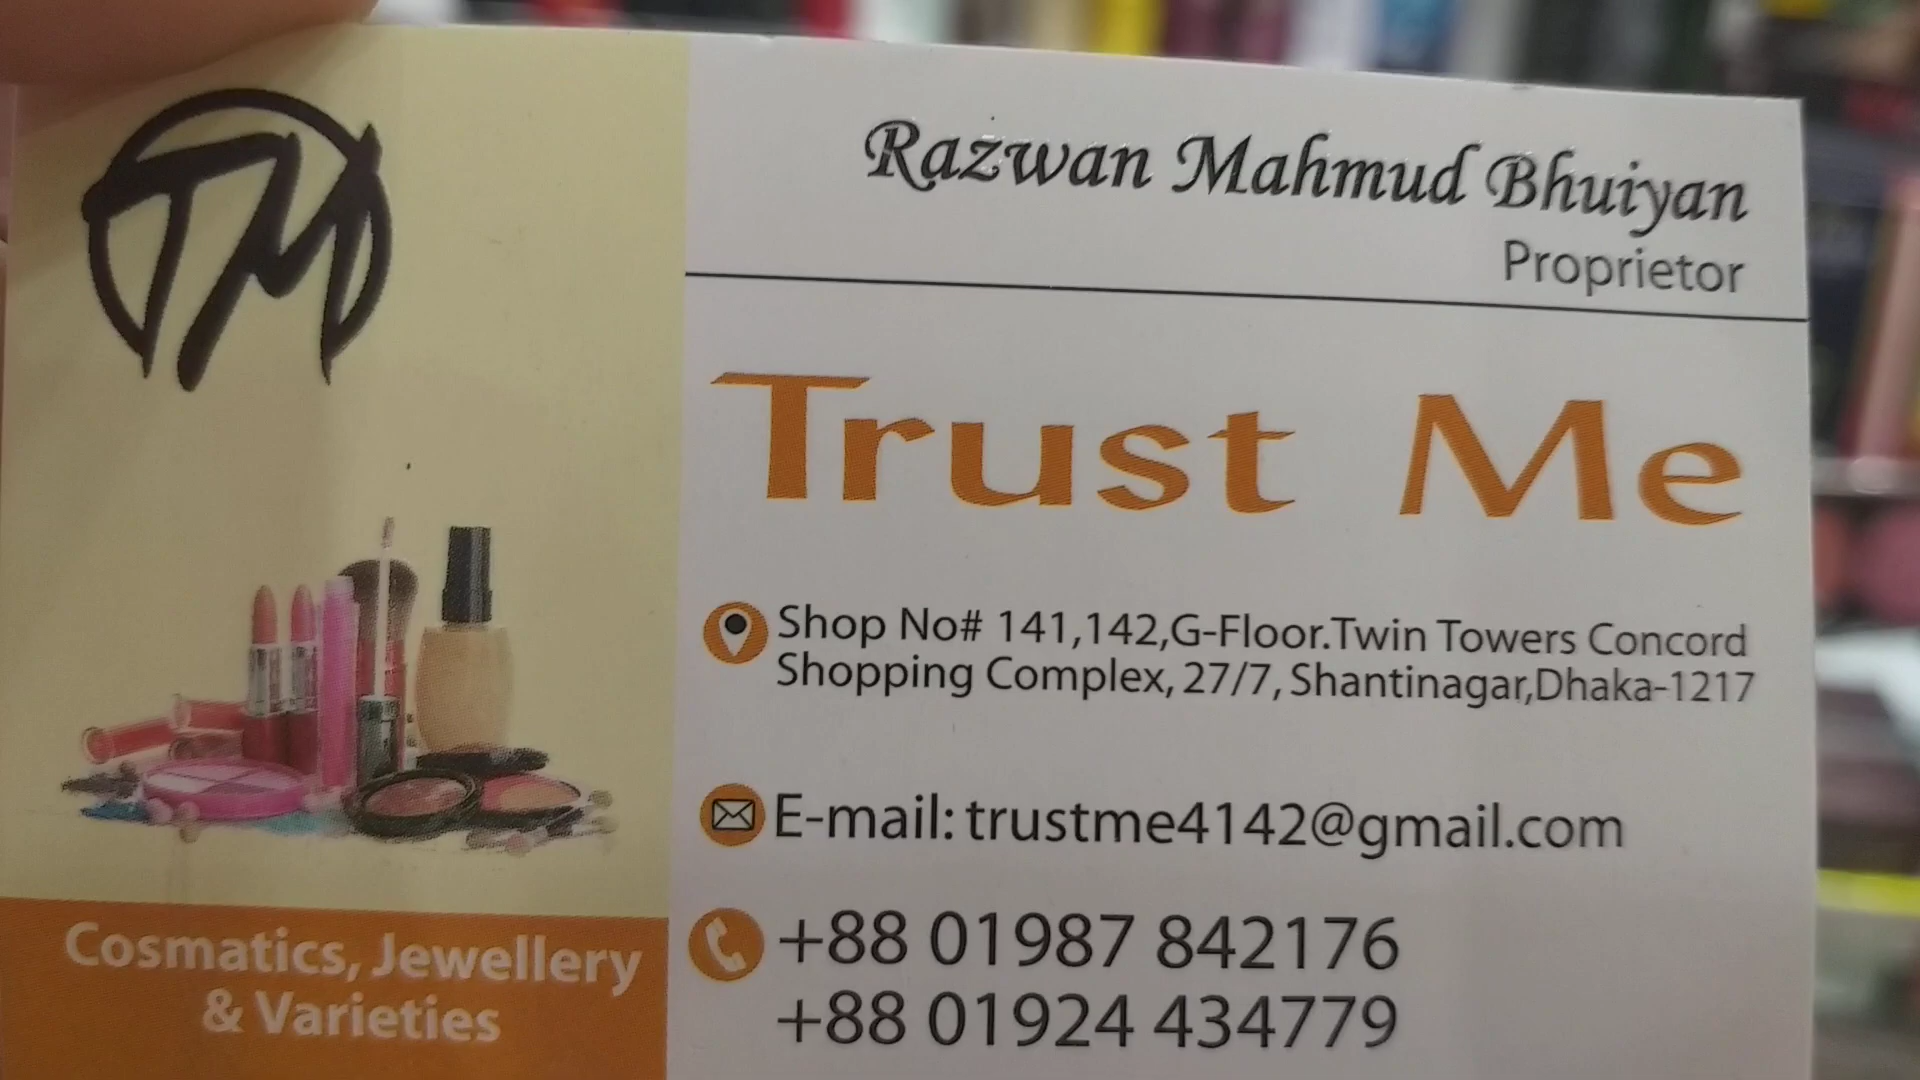 TM
Razwan Mahmud Bhuiyan
Proprietor
Trust Me
Shop No# 141,142,G-Floor.Twin Towers Concord
Shopping Complex, 27/7, Shantinagar,Dhaka-1217
E-mail: trustme4142@gmail.com
+88 01987 842176
+88 01924 434779
Cosmatics, Jewellery
& Varieties